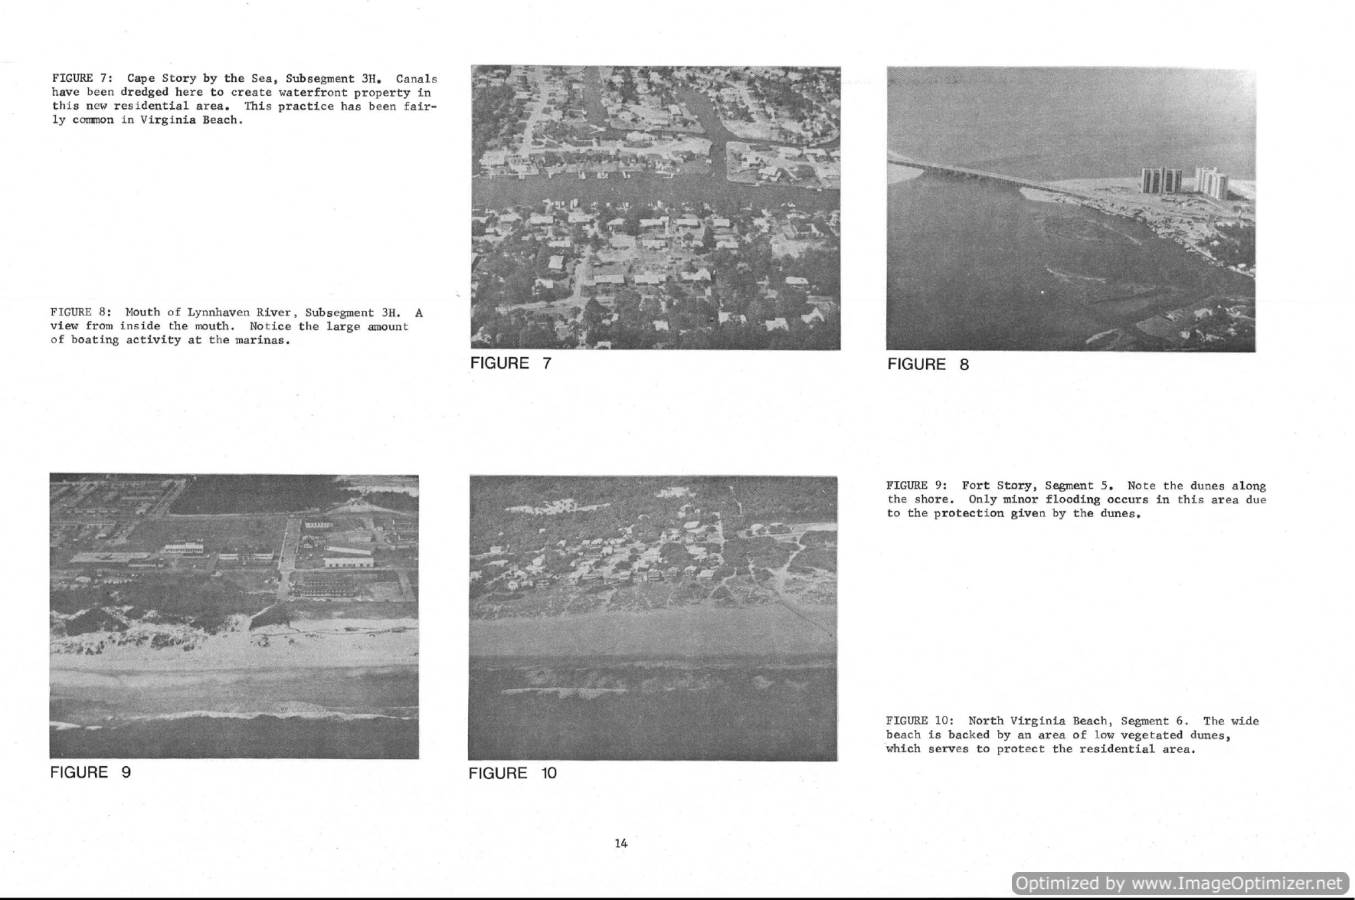 FIGURE 7: Cape Story by the Sea, Subsegment 3H. Canals
have been dredged here to create waterfront property in
this new residential area. This practice has been fair-
ly common in Virginia Beach.
FIGURE 8: Mouth of Lynnhaven River, Subsegment 3H. A
view from inside the mouth. Notice the large amount
of boating activity at the marinas.
FIGURE 7
FIGURE 8
FIGURE 9
FIGURE 10
FIGURE 9: Fort Story, Segment 5. Note the dunes along
the shore. Only minor flooding occurs in this area due
to the protection given by the dunes.
FIGURE 10: North Virginia Beach, Segment 6. The wide
beach is backed by an area of low vegetated dunes,
which serves to protect the residential area.
14
Optimized by www.ImageOptimizer.net